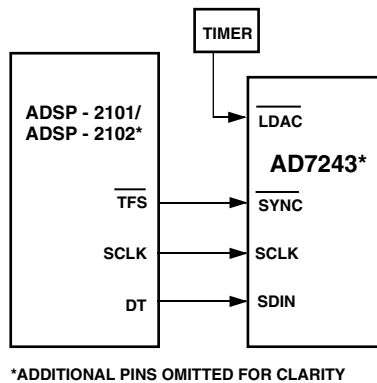 TIMER
ADSP - 2101/
ADSP - 2102*
LDAC
AD7243*
TFS
SYNC
SCLK
SCLK
DT
SDIN
*ADDITIONAL PINS OMITTED FOR CLARITY